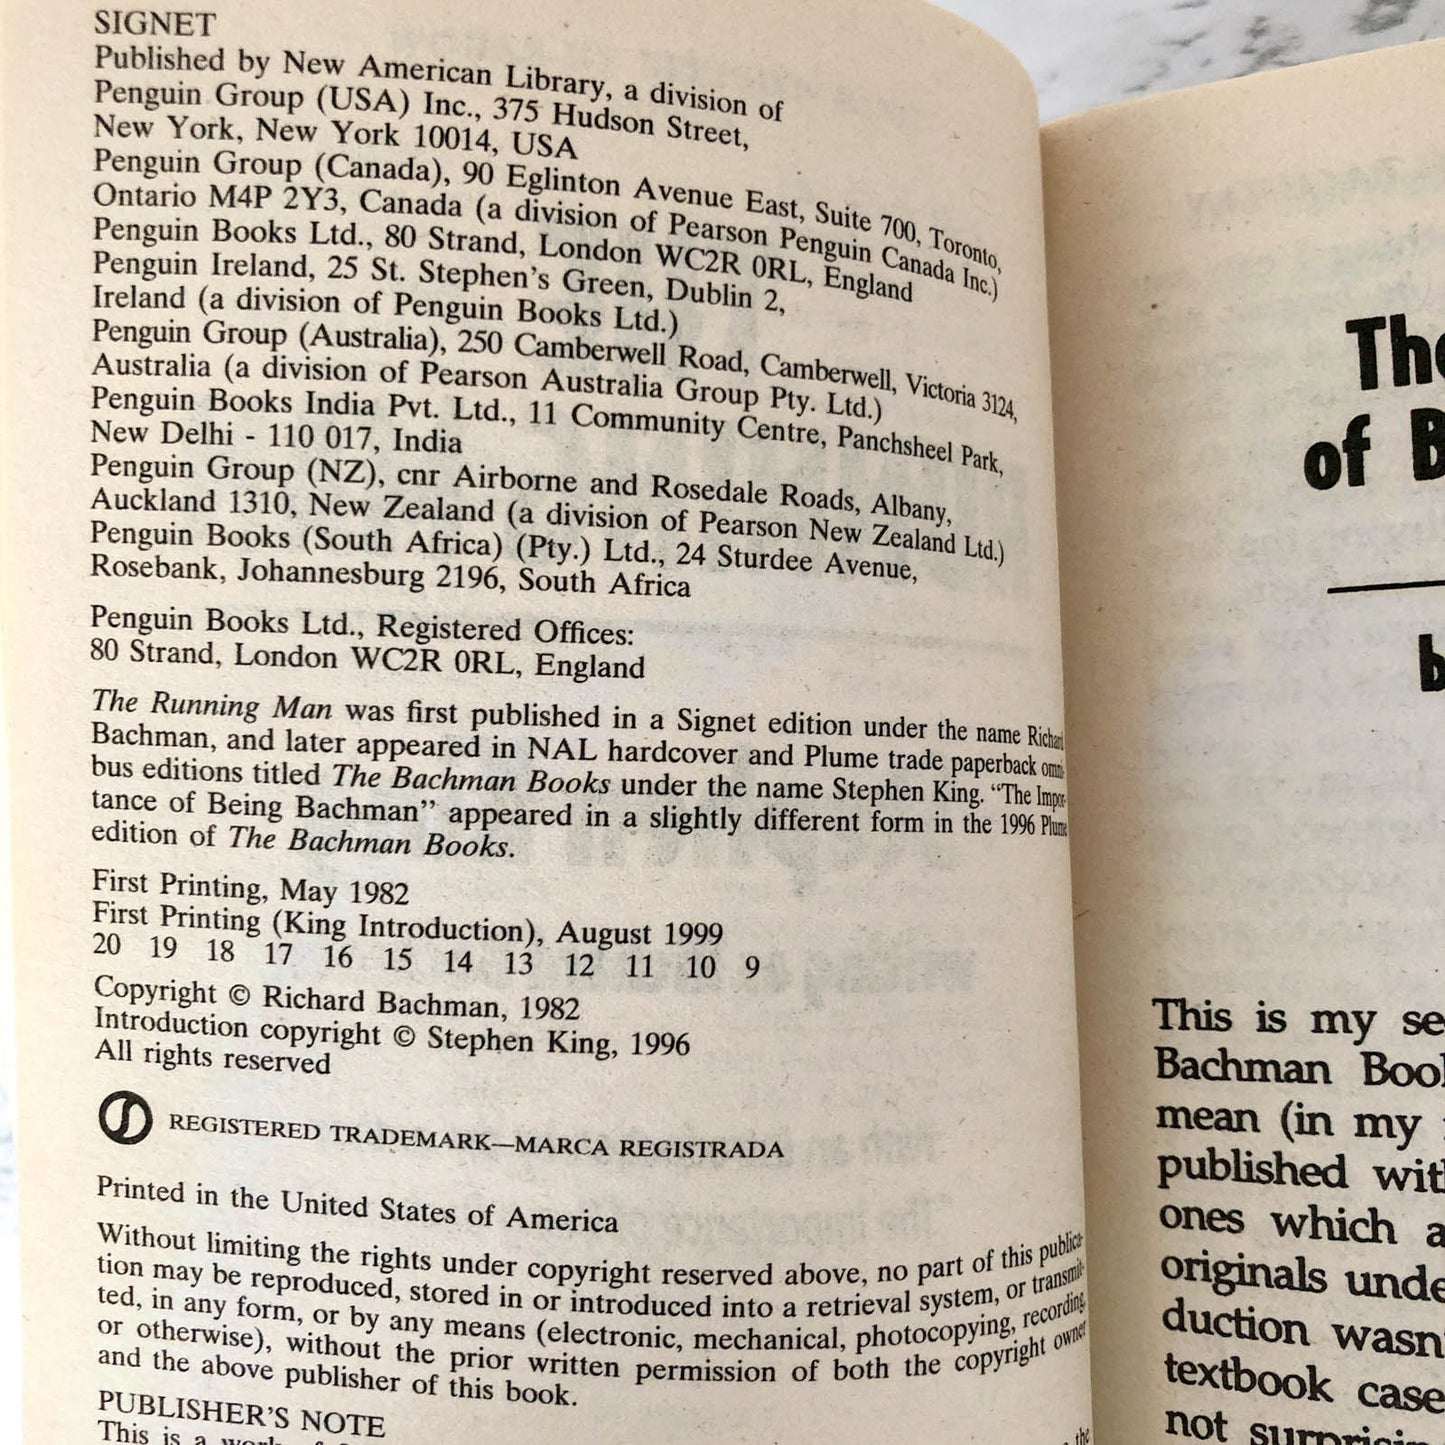 SIGNET
Published by New American Library, a division of
Penguin Group (USA) Inc., 375 Hudson Street,
New York, New York 10014, USA
Penguin Group (Canada), 90 Eglinton Avenue East, Suite 700, Toronto,
Ontario M4P 2Y3, Canada (a division of Pearson Penguin Canada Inc.)
Penguin Books Ltd., 80 Strand, London WC2R 0RL, England
Penguin Ireland, 25 St. Stephen's Green, Dublin 2,
Ireland (a division of Penguin Books Ltd.)
Penguin Group (Australia), 250 Camberwell Road, Camberwell, Victoria 3124,
Australia (a division of Pearson Australia Group Pty. Ltd.)
Penguin Books India Pvt. Ltd., 11 Community Centre, Panchsheel Park,
New Delhi - 110 017, India
Penguin Group (NZ), cnr Airborne and Rosedale Roads, Albany,
Auckland 1310, New Zealand (a division of Pearson New Zealand Ltd.)
Penguin Books (South Africa) (Pty.) Ltd., 24 Sturdee Avenue,
Rosebank, Johannesburg 2196, South Africa
Penguin Books Ltd., Registered Offices:
80 Strand, London WC2R 0RL, England
The Running Man was first published in a Signet edition under the name Richard
Bachman, and later appeared in NAL hardcover and Plume trade paperback omni-
bus editions titled The Bachman Books under the name Stephen King. "The Impor-
tance of Being Bachman" appeared in a slightly different form in the 1996 Plume
edition of The Bachman Books.
First Printing, May 1982
First Printing (King Introduction), August 1999
20 19 18 17 16 15 14 13 12 11 10 9
Copyright © Richard Bachman, 1982
Introduction copyright © Stephen King, 1996
All rights reserved
REGISTERED TRADEMARK—MARCA REGISTRADA
Printed in the United States of America
Without limiting the rights under copyright reserved above, no part of this publica-
tion may be reproduced, stored in or introduced into a retrieval system, or transmit-
ted, in any form, or by any means (electronic, mechanical, photocopying, recording,
or otherwise), without the prior written permission of both the copyright owner
and the above publisher of this book.
PUBLISHER'S NOTE
This is a work of
the
The
of B
b
This is my se
Bachman Book
mean (in my
published with
ones which a
originals unde
duction wasn'
textbook case
not surprisin